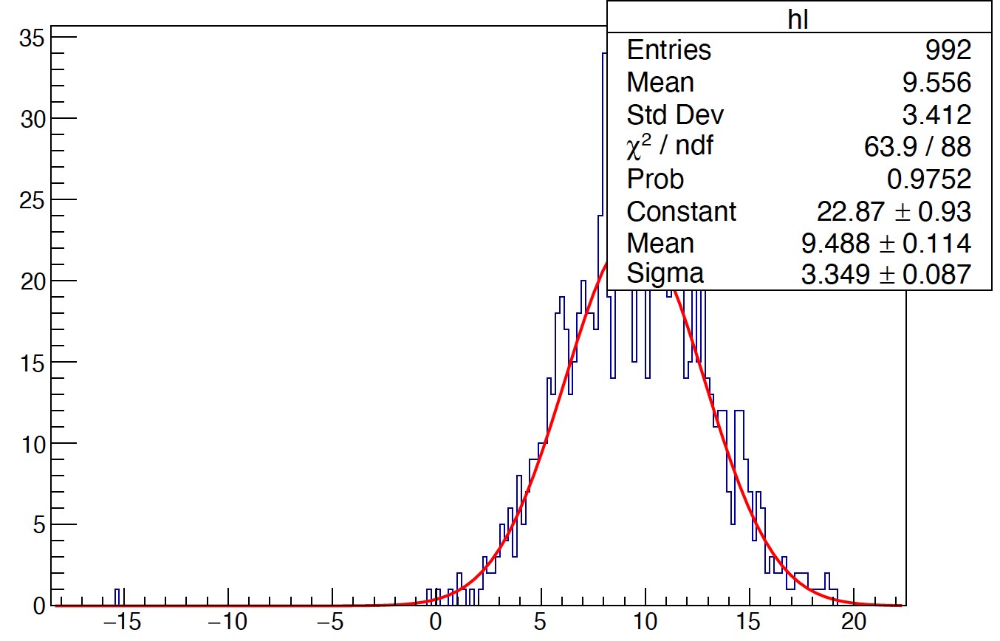 hl
Entries 992
Mean 9.556
Std Dev 3.412
χ² / ndf 63.9 / 88
Prob 0.9752
Constant 22.87 ± 0.93
Mean 9.488 ± 0.114
Sigma 3.349 ± 0.087
35
30
25
20
15
10
5
0
−15 −10 −5 0 5 10 15 20